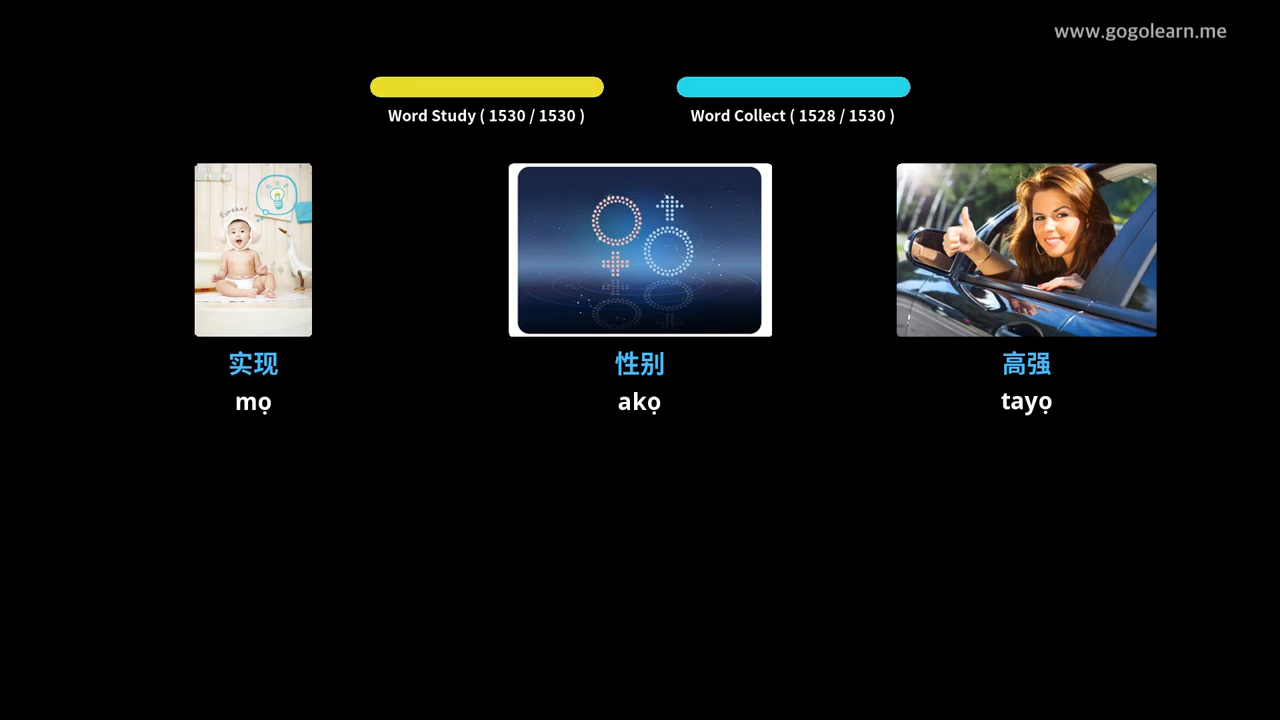 www.gogolearn.me
Word Study ( 1530 / 1530 )
Word Collect ( 1528 / 1530 )
Eureka!
实现
性别
高强
mọ
akọ
tayọ